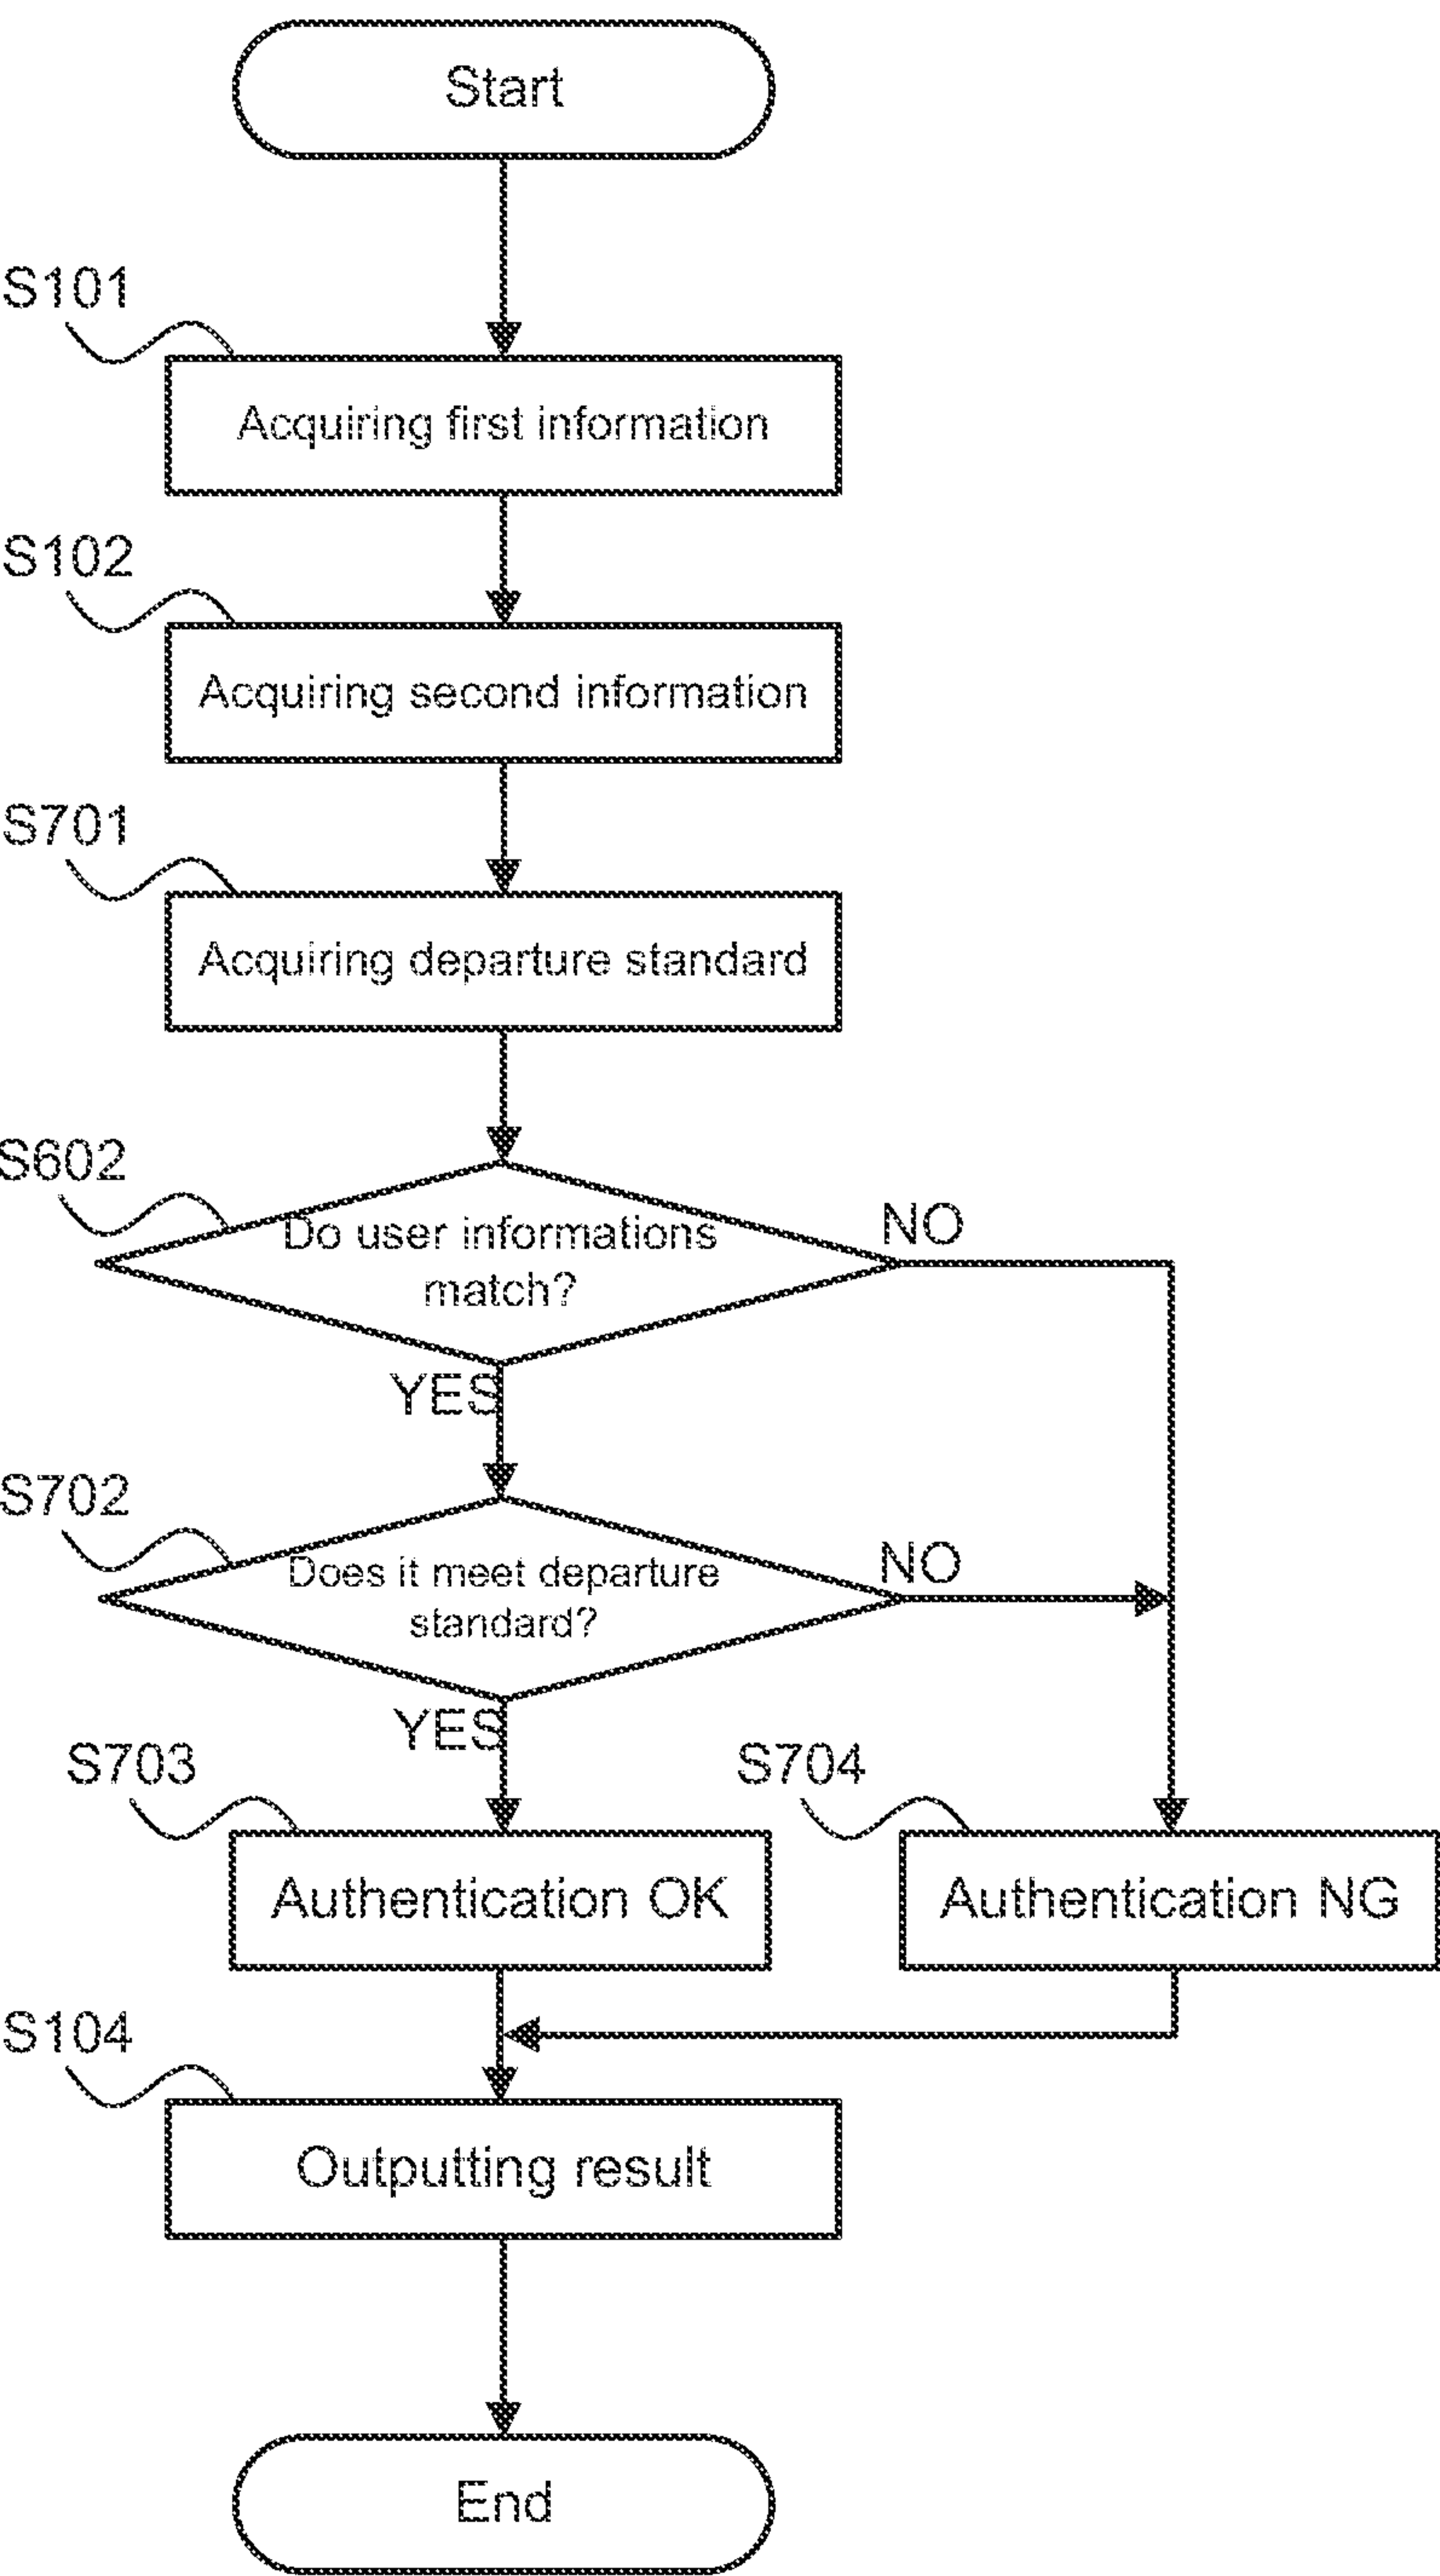 Start
S101
Acquiring first information
S102
Acquiring second information
S701
Acquiring departure standard
S602
Do user informations
match?
NO
YES
S702
Does it meet departure
standard?
NO
YES
S703
Authentication OK
S704
Authentication NG
S104
Outputting result
End